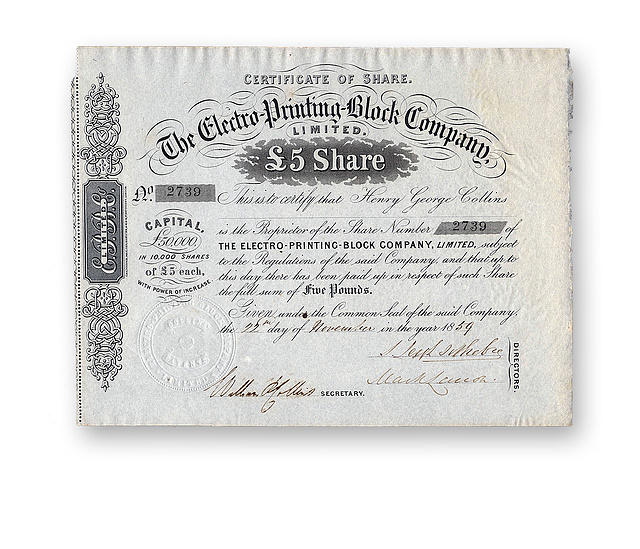 CERTIFICATE OF SHARE.
The Electro-Printing-Block Company,
LIMITED.
£5 Share
No. 2739
This is to certify that Henry George Collins
is the Proprietor of the Share Number 2739 of
THE ELECTRO-PRINTING-BLOCK COMPANY, LIMITED, subject
to the Regulations of the said Company, and that up to
this day there has been paid up in respect of such Share
the full sum of Five Pounds.
CAPITAL,
£50,000,
IN 10,000 SHARES
of £5 each,
WITH POWER OF INCREASE
Given under the Common Seal of the said Company,
the 22nd day of November in the year 1859
DIRECTORS.
Mark Lemon.
William Collins SECRETARY.
LIMITED